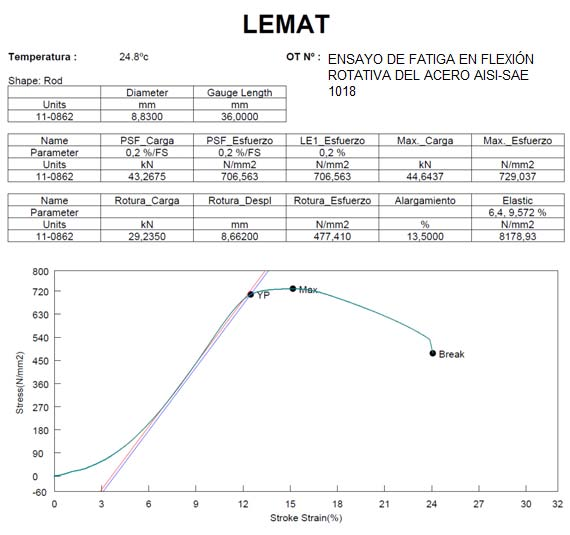 LEMAT
Temperatura : 24.8ºc OT Nº : ENSAYO DE FATIGA EN FLEXIÓN
ROTATIVA DEL ACERO AISI-SAE
1018
Shape: Rod
Diameter Gauge Length
Units mm mm
11-0862 8,8300 36,0000
Name PSF_Carga PSF_Esfuerzo LE1_Esfuerzo Max._Carga Max._Esfuerzo
Parameter 0,2 %/FS 0,2 %/FS 0,2 %
Units kN N/mm2 N/mm2 kN N/mm2
11-0862 43,2675 706,563 706,563 44,6437 729,037
Name Rotura_Carga Rotura_Despl Rotura_Esfuerzo Alargamiento Elastic
Parameter 6,4, 9,572 %
Units kN mm N/mm2 % N/mm2
11-0862 29,2350 8,66200 477,410 13,5000 8178,93
Stress(N/mm2)
800
720
630
540
450
360
270
180
90
0
-60
YP
Max.
Break
0 3 6 9 12 15 18 21 24 27 30 32
Stroke Strain(%)